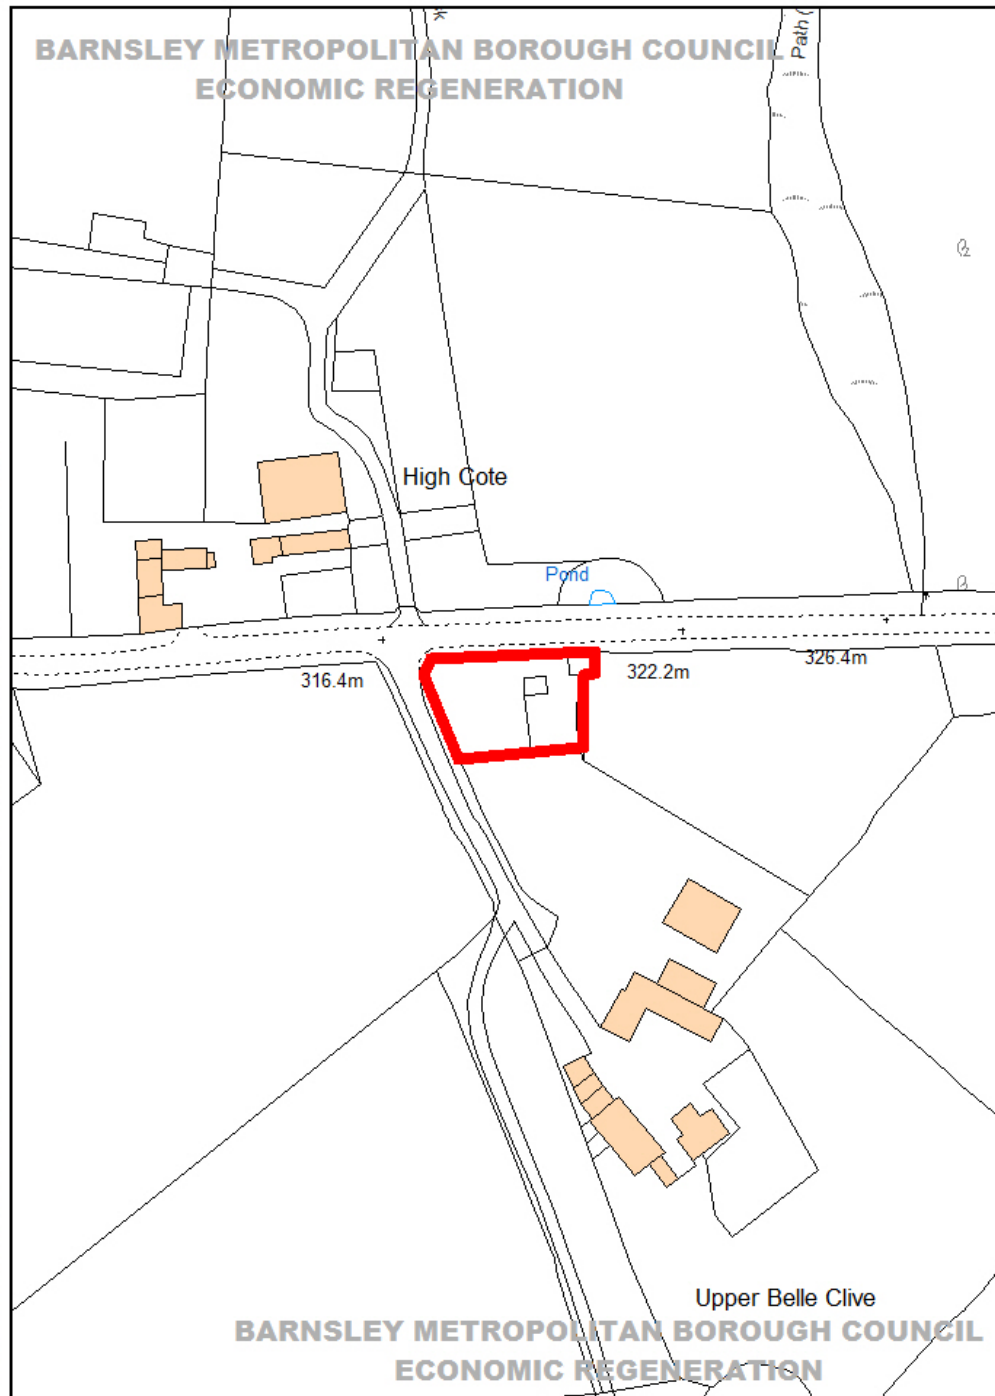 BARNSLEY METROPOLITAN BOROUGH COUNCIL
ECONOMIC REGENERATION
Path (
High Cote
Pond
316.4m
322.2m
326.4m
Upper Belle Clive
BARNSLEY METROPOLITAN BOROUGH COUNCIL
ECONOMIC REGENERATION